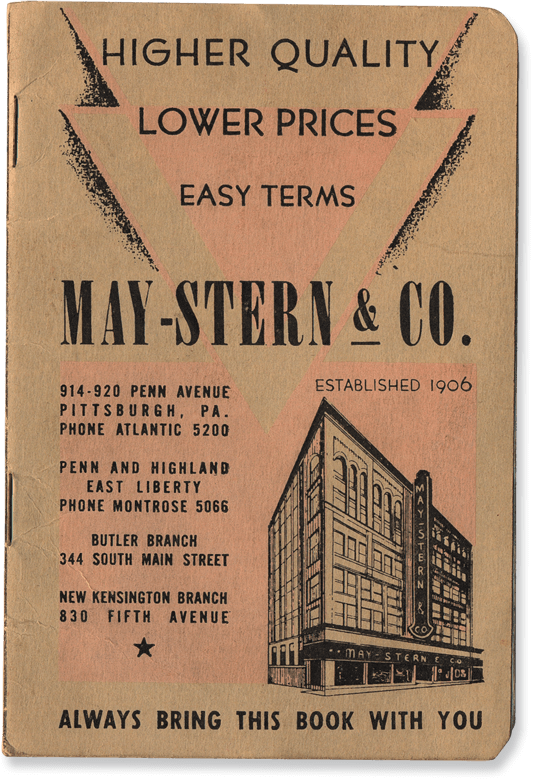 HIGHER QUALITY
LOWER PRICES
EASY TERMS
MAY-STERN & CO.
ESTABLISHED 1906
914-920 PENN AVENUE
PITTSBURGH, PA.
PHONE ATLANTIC 5200
PENN AND HIGHLAND
EAST LIBERTY
PHONE MONTROSE 5066
BUTLER BRANCH
344 SOUTH MAIN STREET
NEW KENSINGTON BRANCH
830 FIFTH AVENUE
MAY-STERN & CO
MAY-STERN & CO
ALWAYS BRING THIS BOOK WITH YOU